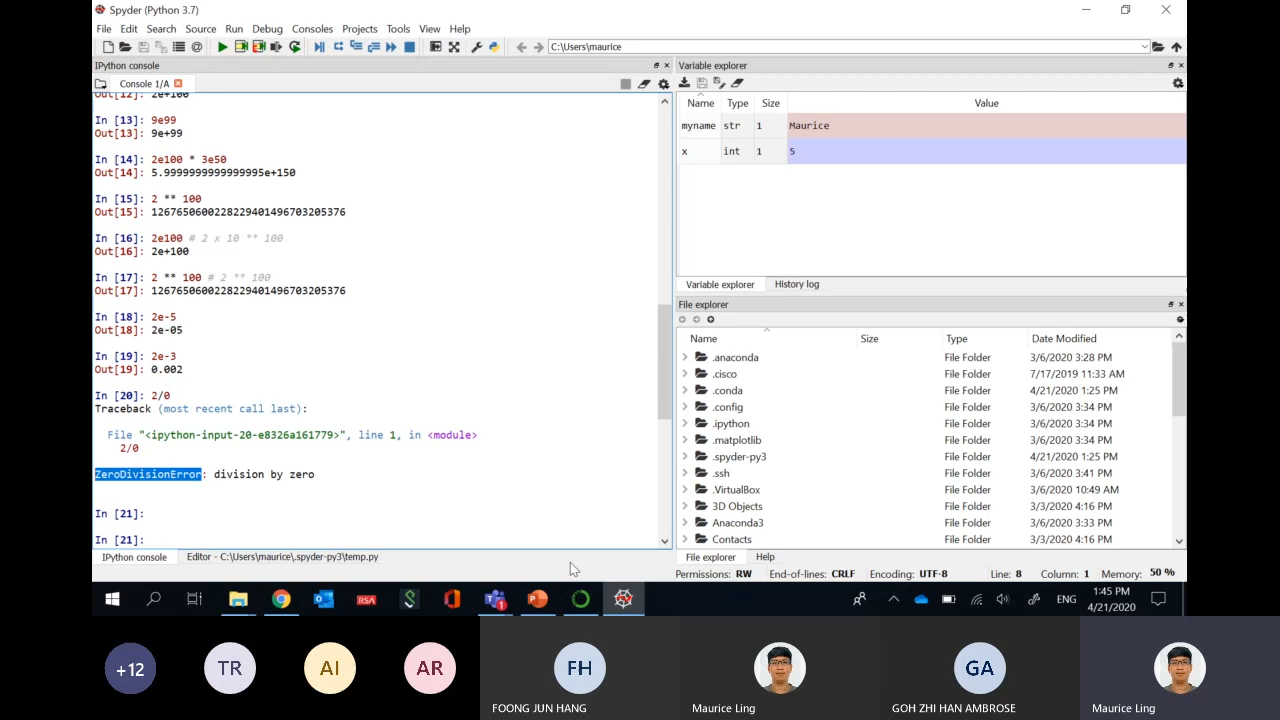 Spyder (Python 3.7)
File Edit Search Source Run Debug Consoles Projects Tools View Help
C:\Users\maurice
IPython console
Console 1/A
Out[12]: 2e+100
In [13]: 9e99
Out[13]: 9e+99
In [14]: 2e100 * 3e50
Out[14]: 5.9999999999999995e+150
In [15]: 2 ** 100
Out[15]: 1267650600228229401496703205376
In [16]: 2e100 # 2 x 10 ** 100
Out[16]: 2e+100
In [17]: 2 ** 100 # 2 ** 100
Out[17]: 1267650600228229401496703205376
In [18]: 2e-5
Out[18]: 2e-05
In [19]: 2e-3
Out[19]: 0.002
In [20]: 2/0
Traceback (most recent call last):
File "<ipython-input-20-e8326a161779>", line 1, in <module>
2/0
ZeroDivisionError: division by zero
In [21]:
In [21]:
IPython console Editor - C:\Users\maurice\.spyder-py3\temp.py
Variable explorer
Name Type Size Value
myname str 1 Maurice
x int 1 5
Variable explorer History log
File explorer
Name Size Type Date Modified
.anaconda File Folder 3/6/2020 3:28 PM
.cisco File Folder 7/17/2019 11:33 AM
.conda File Folder 4/21/2020 1:25 PM
.config File Folder 3/6/2020 3:34 PM
.ipython File Folder 3/6/2020 3:34 PM
.matplotlib File Folder 3/6/2020 3:34 PM
.spyder-py3 File Folder 4/21/2020 1:25 PM
.ssh File Folder 3/6/2020 3:41 PM
.VirtualBox File Folder 3/6/2020 10:49 AM
3D Objects File Folder 3/3/2020 4:16 PM
Anaconda3 File Folder 3/6/2020 3:33 PM
Contacts File Folder 3/3/2020 4:16 PM
File explorer Help
Permissions: RW End-of-lines: CRLF Encoding: UTF-8 Line: 8 Column: 1 Memory: 50 %
RSA
1
ENG
1:45 PM
4/21/2020
+12
TR
AI
AR
FH
GA
FOONG JUN HANG
Maurice Ling
GOH ZHI HAN AMBROSE
Maurice Ling